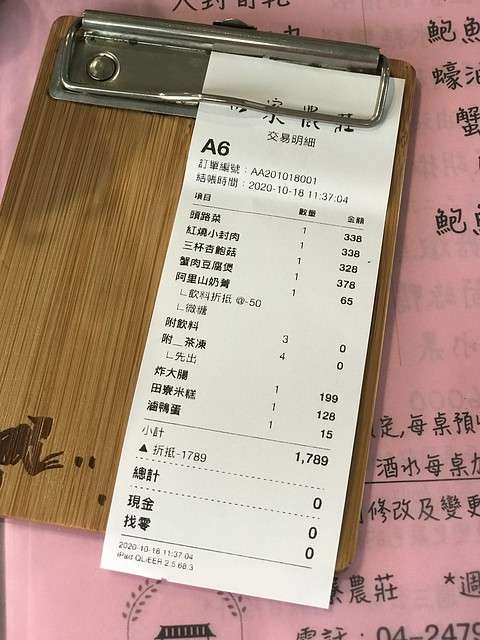 鮑魚
蠔油
蟹
鮑魚
農莊
交易明細
A6
訂單編號：AA201018001
結帳時間：2020-10-18 11:37:04
項目 數量 金額
頭路菜 1 338
紅燒小封肉 1 338
三杯杏鮑菇 1 328
蟹肉豆腐煲 1 378
阿里山奶菁 1 65
∟飲料折抵 @-50
∟微糖
附飲料 3 0
附__茶凍 4 0
∟先出
炸大腸 1 199
田寮米糕 1 128
滷鴨蛋 1 15
小計 1,789
▲ 折抵-1789
總計 0
現金 0
找零 0
2020-10-18 11:37:04
iPad QLiEER 2.5.68.3
定,每桌預收
酒水每桌加
修改及變更
農莊 *週
電話：04-247